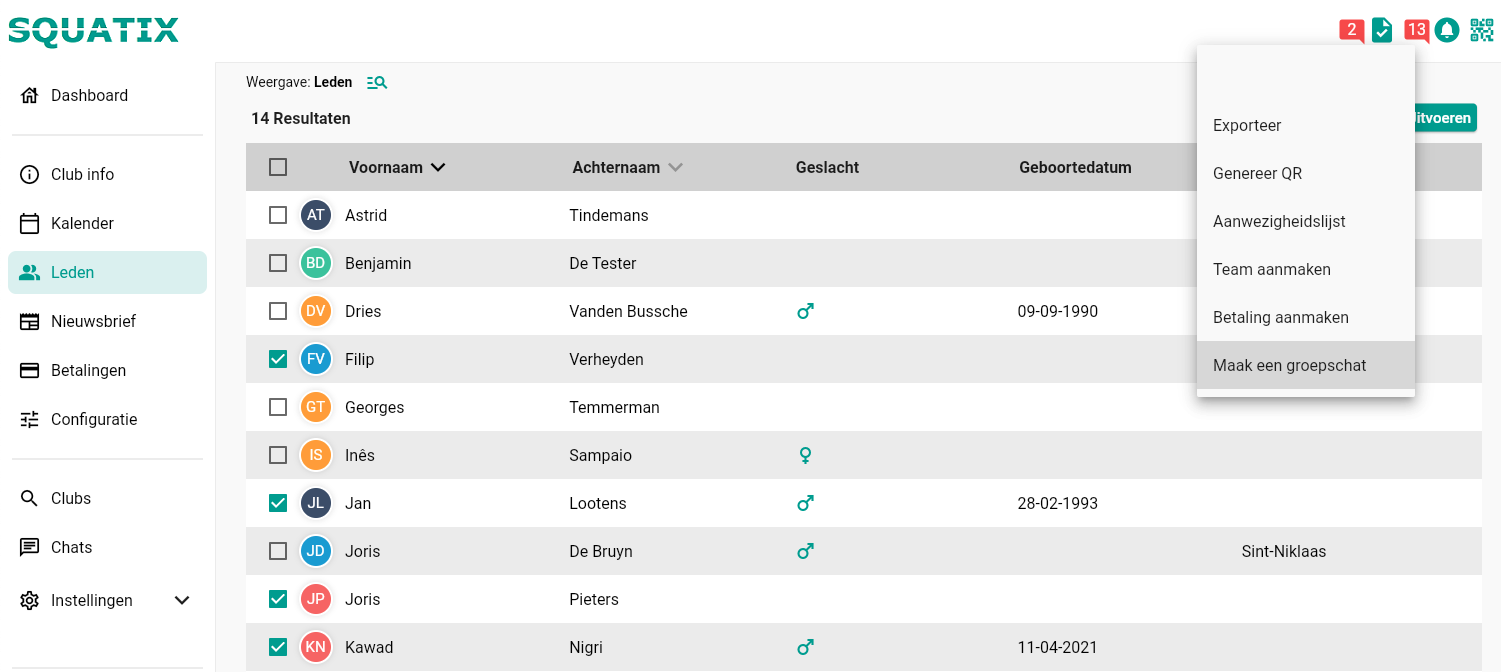 SQUATIX
2
13
Dashboard
Club info
Kalender
Leden
Nieuwsbrief
Betalingen
Configuratie
Clubs
Chats
Instellingen
Weergave: Leden
14 Resultaten
Uitvoeren
Exporteer
Genereer QR
Aanwezigheidslijst
Team aanmaken
Betaling aanmaken
Maak een groepschat
Voornaam Achternaam Geslacht Geboortedatum
AT Astrid Tindemans
BD Benjamin De Tester
DV Dries Vanden Bussche 09-09-1990
FV Filip Verheyden
GT Georges Temmerman
IS Inês Sampaio
JL Jan Lootens 28-02-1993
JD Joris De Bruyn Sint-Niklaas
JP Joris Pieters
KN Kawad Nigri 11-04-2021